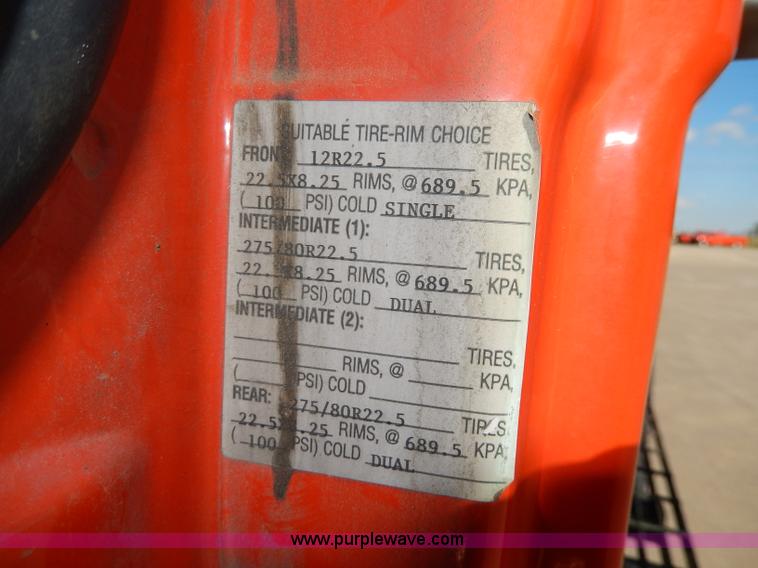 SUITABLE TIRE-RIM CHOICE
FRONT 12R22.5 TIRES,
22.5X8.25 RIMS, @ 689.5 KPA,
( 100 PSI) COLD SINGLE
INTERMEDIATE (1):
275/80R22.5 TIRES,
22.5X8.25 RIMS, @ 689.5 KPA,
( 100 PSI) COLD DUAL
INTERMEDIATE (2):
TIRES,
RIMS, @ KPA,
( PSI) COLD
REAR: 275/80R22.5 TIRES
22.5X8.25 RIMS, @ 689.5 KPA,
( 100 PSI) COLD DUAL
www.purplewave.com